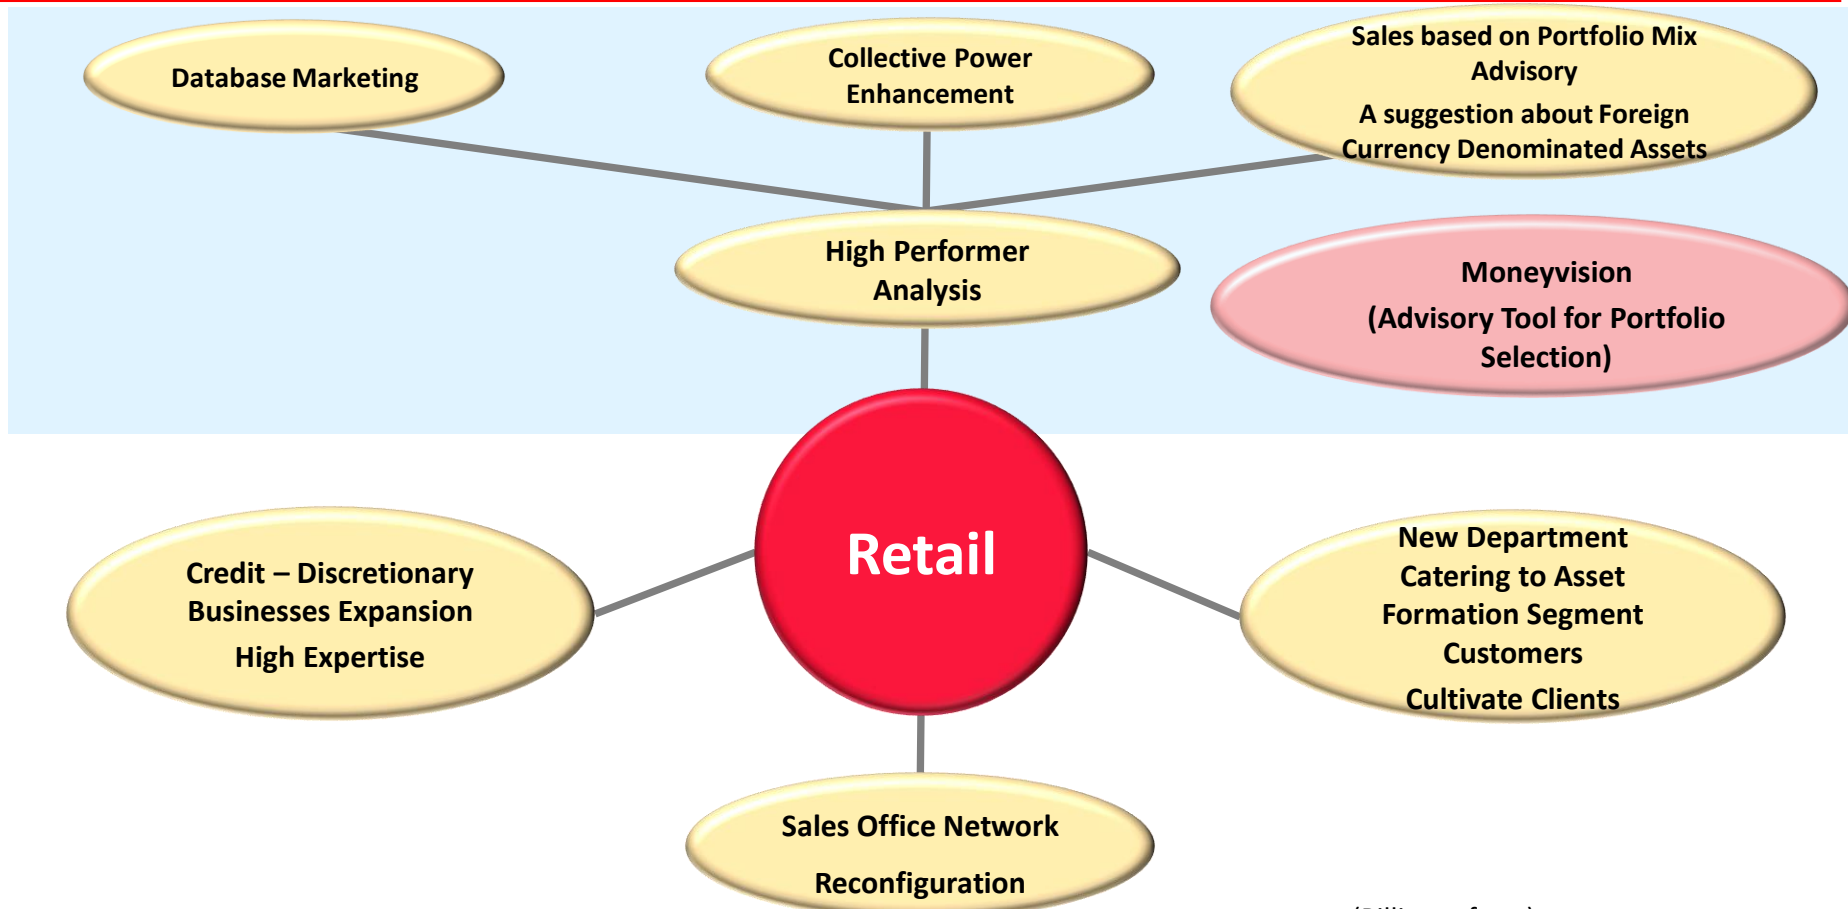 Database Marketing
Collective Power
Enhancement
Sales based on Portfolio Mix
Advisory
A suggestion about Foreign
Currency Denominated Assets
High Performer
Analysis
Moneyvision
(Advisory Tool for Portfolio
Selection)
Retail
Credit – Discretionary
Businesses Expansion
High Expertise
New Department
Catering to Asset
Formation Segment
Customers
Cultivate Clients
Sales Office Network
Reconfiguration